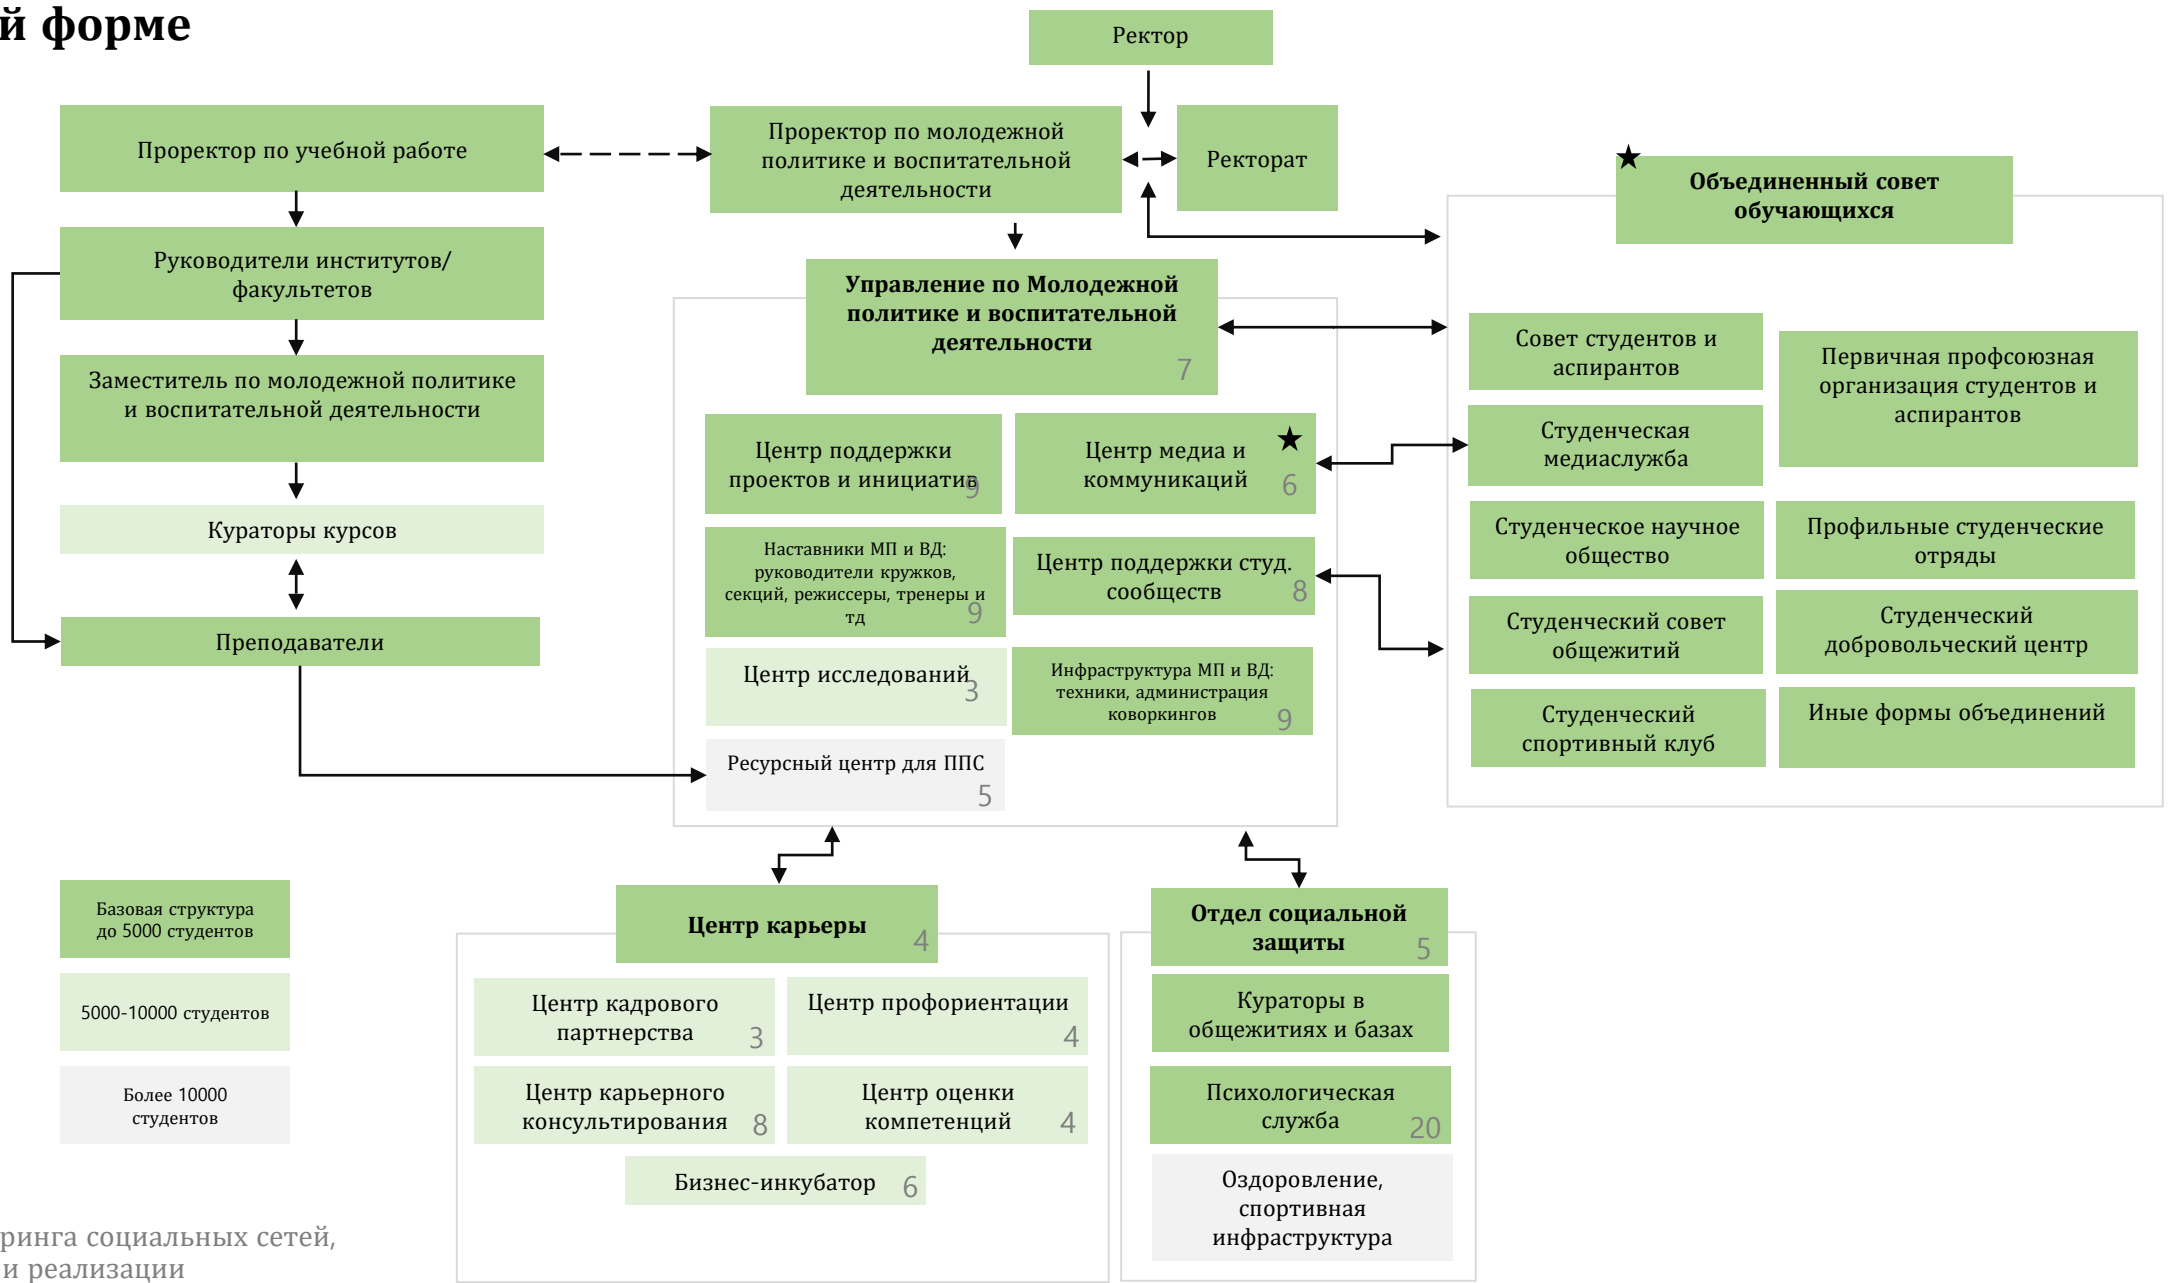 й форме
Ректор
Проректор по учебной работе
Проректор по молодежной
политике и воспитательной
деятельности
Ректорат
Объединенный совет
обучающихся
Руководители институтов/
факультетов
Управление по Молодежной
политике и воспитательной
деятельности
7
Заместитель по молодежной политике
и воспитательной деятельности
Кураторы курсов
Преподаватели
Центр поддержки
проектов и инициатив
9
Центр медиа и
коммуникаций
6
Наставники МП и ВД:
руководители кружков,
секций, режиссеры, тренеры и
тд
9
Центр поддержки студ.
сообществ
8
Центр исследований
3
Инфраструктура МП и ВД:
техники, администрация
коворкингов
9
Ресурсный центр для ППС
5
Совет студентов и
аспирантов
Первичная профсоюзная
организация студентов и
аспирантов
Студенческая
медиаслужба
Студенческое научное
общество
Профильные студенческие
отряды
Студенческий совет
общежитий
Студенческий
добровольческий центр
Студенческий
спортивный клуб
Иные формы объединений
Базовая структура
до 5000 студентов
5000-10000 студентов
Более 10000
студентов
Центр карьеры
4
Центр кадрового
партнерства
3
Центр профориентации
4
Центр карьерного
консультирования
8
Центр оценки
компетенций
4
Бизнес-инкубатор
6
Отдел социальной
защиты
5
Кураторы в
общежитиях и базах
Психологическая
служба
20
Оздоровление,
спортивная
инфраструктура
ринга социальных сетей,
и реализации